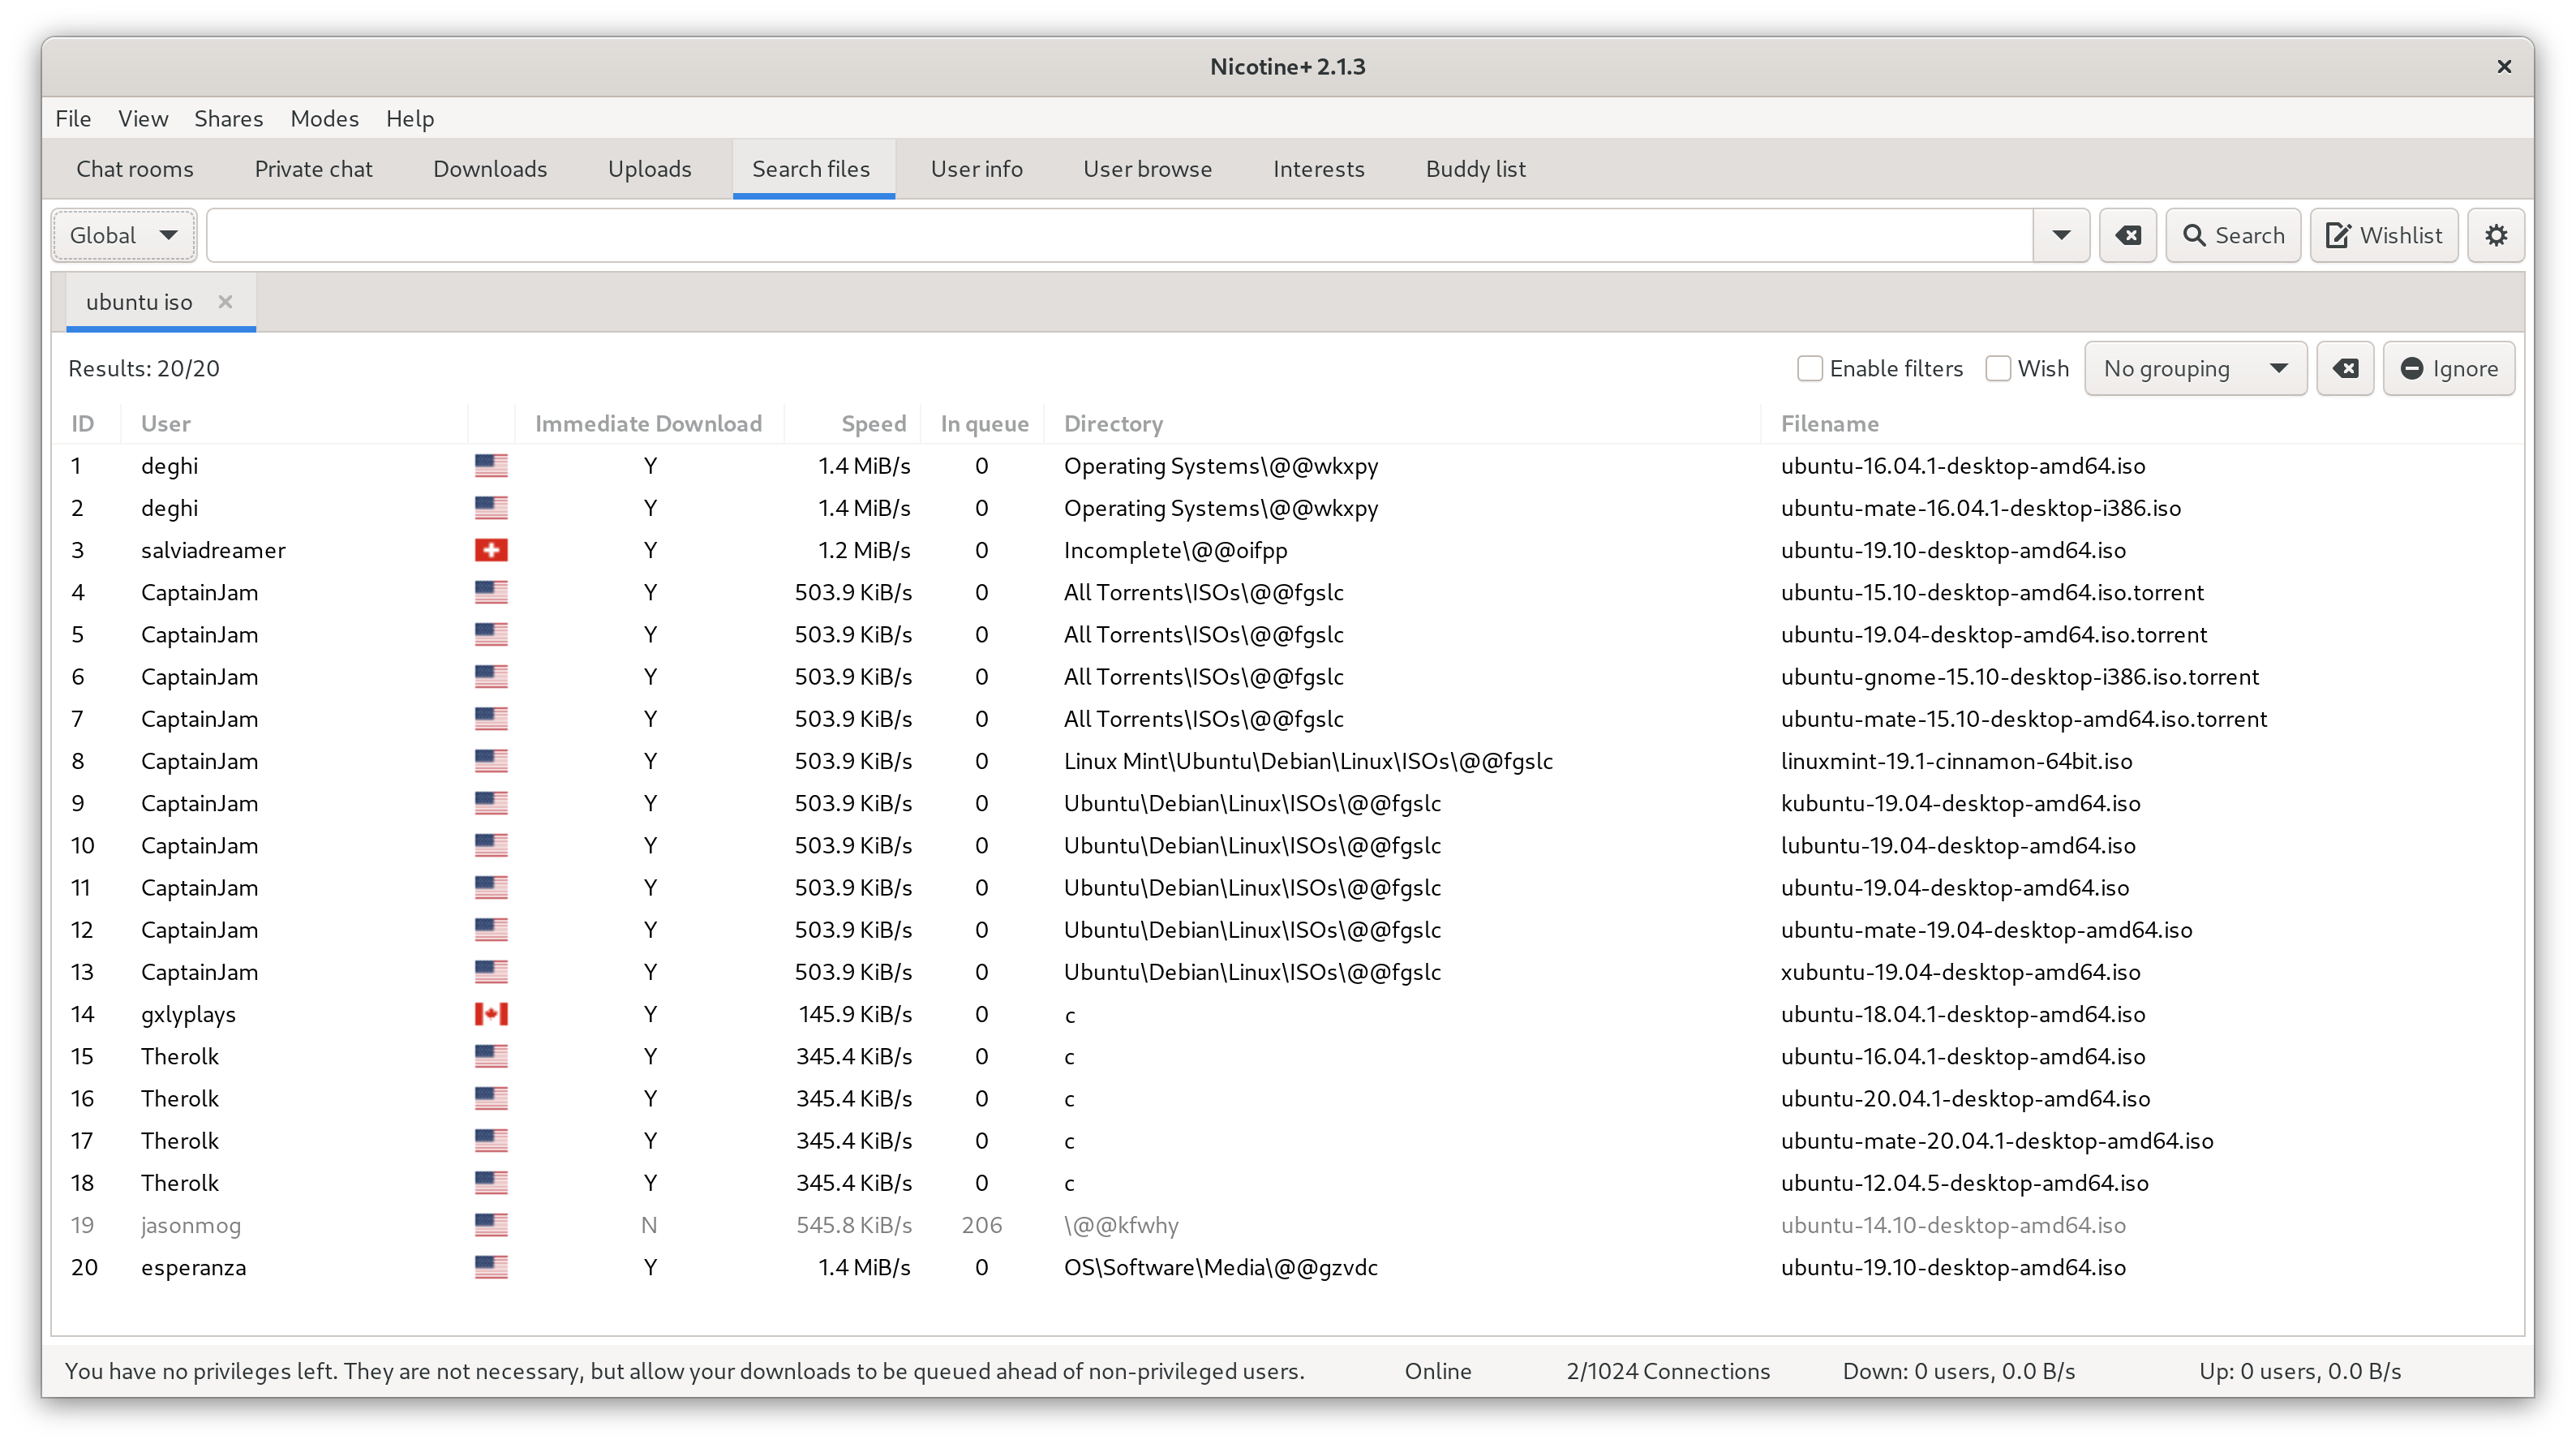 Nicotine+ 2.1.3
File View Shares Modes Help
Chat rooms Private chat Downloads Uploads Search files User info User browse Interests Buddy list
Global Search Wishlist
ubuntu iso
Results: 20/20 Enable filters Wish No grouping Ignore
ID User Immediate Download Speed In queue Directory Filename
1 deghi Y 1.4 MiB/s 0 Operating Systems\@@wkxpy ubuntu-16.04.1-desktop-amd64.iso
2 deghi Y 1.4 MiB/s 0 Operating Systems\@@wkxpy ubuntu-mate-16.04.1-desktop-i386.iso
3 salviadreamer Y 1.2 MiB/s 0 Incomplete\@@oifpp ubuntu-19.10-desktop-amd64.iso
4 CaptainJam Y 503.9 KiB/s 0 All Torrents\ISOs\@@fgslc ubuntu-15.10-desktop-amd64.iso.torrent
5 CaptainJam Y 503.9 KiB/s 0 All Torrents\ISOs\@@fgslc ubuntu-19.04-desktop-amd64.iso.torrent
6 CaptainJam Y 503.9 KiB/s 0 All Torrents\ISOs\@@fgslc ubuntu-gnome-15.10-desktop-i386.iso.torrent
7 CaptainJam Y 503.9 KiB/s 0 All Torrents\ISOs\@@fgslc ubuntu-mate-15.10-desktop-amd64.iso.torrent
8 CaptainJam Y 503.9 KiB/s 0 Linux Mint\Ubuntu\Debian\Linux\ISOs\@@fgslc linuxmint-19.1-cinnamon-64bit.iso
9 CaptainJam Y 503.9 KiB/s 0 Ubuntu\Debian\Linux\ISOs\@@fgslc kubuntu-19.04-desktop-amd64.iso
10 CaptainJam Y 503.9 KiB/s 0 Ubuntu\Debian\Linux\ISOs\@@fgslc lubuntu-19.04-desktop-amd64.iso
11 CaptainJam Y 503.9 KiB/s 0 Ubuntu\Debian\Linux\ISOs\@@fgslc ubuntu-19.04-desktop-amd64.iso
12 CaptainJam Y 503.9 KiB/s 0 Ubuntu\Debian\Linux\ISOs\@@fgslc ubuntu-mate-19.04-desktop-amd64.iso
13 CaptainJam Y 503.9 KiB/s 0 Ubuntu\Debian\Linux\ISOs\@@fgslc xubuntu-19.04-desktop-amd64.iso
14 gxlyplays Y 145.9 KiB/s 0 c ubuntu-18.04.1-desktop-amd64.iso
15 Therolk Y 345.4 KiB/s 0 c ubuntu-16.04.1-desktop-amd64.iso
16 Therolk Y 345.4 KiB/s 0 c ubuntu-20.04.1-desktop-amd64.iso
17 Therolk Y 345.4 KiB/s 0 c ubuntu-mate-20.04.1-desktop-amd64.iso
18 Therolk Y 345.4 KiB/s 0 c ubuntu-12.04.5-desktop-amd64.iso
19 jasonmog N 545.8 KiB/s 206 \@@kfwhy ubuntu-14.10-desktop-amd64.iso
20 esperanza Y 1.4 MiB/s 0 OS\Software\Media\@@gzvdc ubuntu-19.10-desktop-amd64.iso
You have no privileges left. They are not necessary, but allow your downloads to be queued ahead of non-privileged users. Online 2/1024 Connections Down: 0 users, 0.0 B/s Up: 0 users, 0.0 B/s